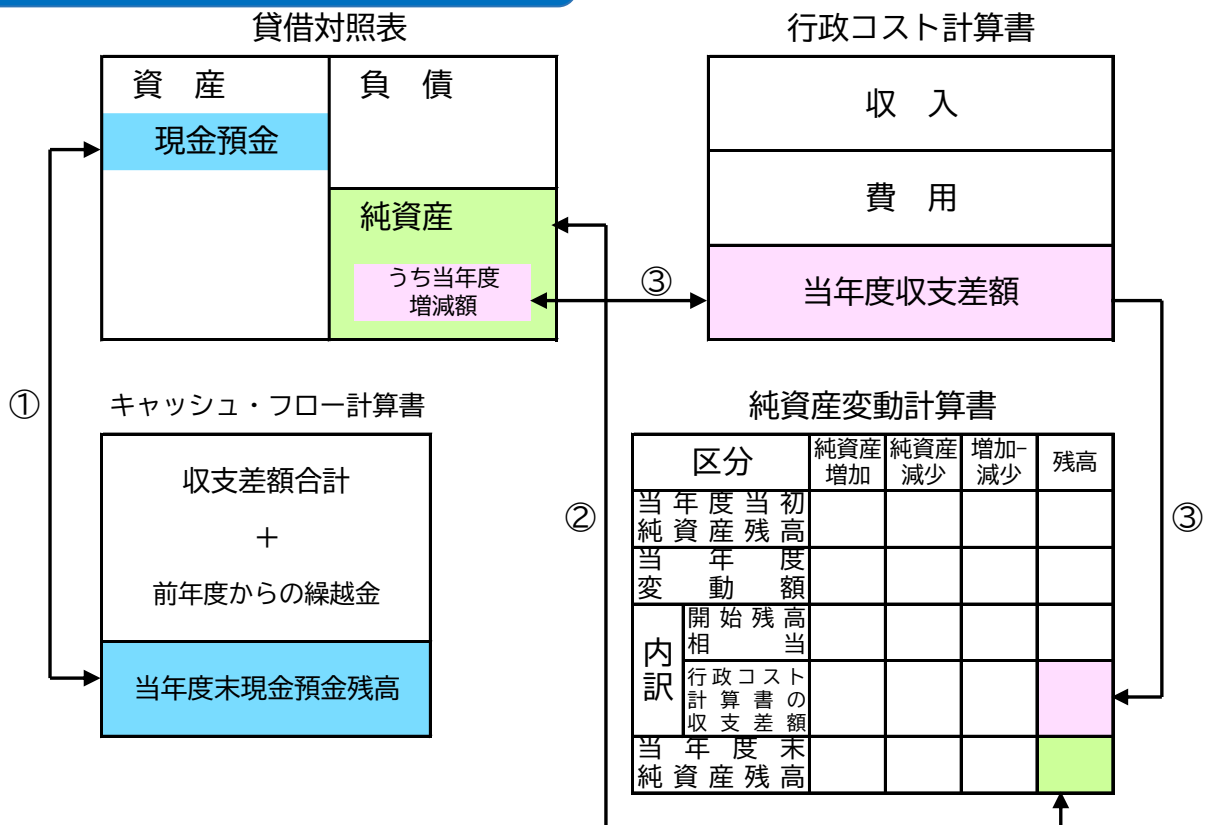 貸借対照表
資　産
現金預金
負　債
純資産
うち当年度
増減額
行政コスト計算書
収　入
費　用
当年度収支差額
③
①
キャッシュ・フロー計算書
収支差額合計
＋
前年度からの繰越金
当年度末現金預金残高
②
純資産変動計算書
区分
純資産
増加
純資産
減少
増加−
減少
残高
当年度当初
純資産残高
当年度
変動額
内訳
開始残高
相当
行政コスト
計算書の
収支差額
当年度末
純資産残高
③